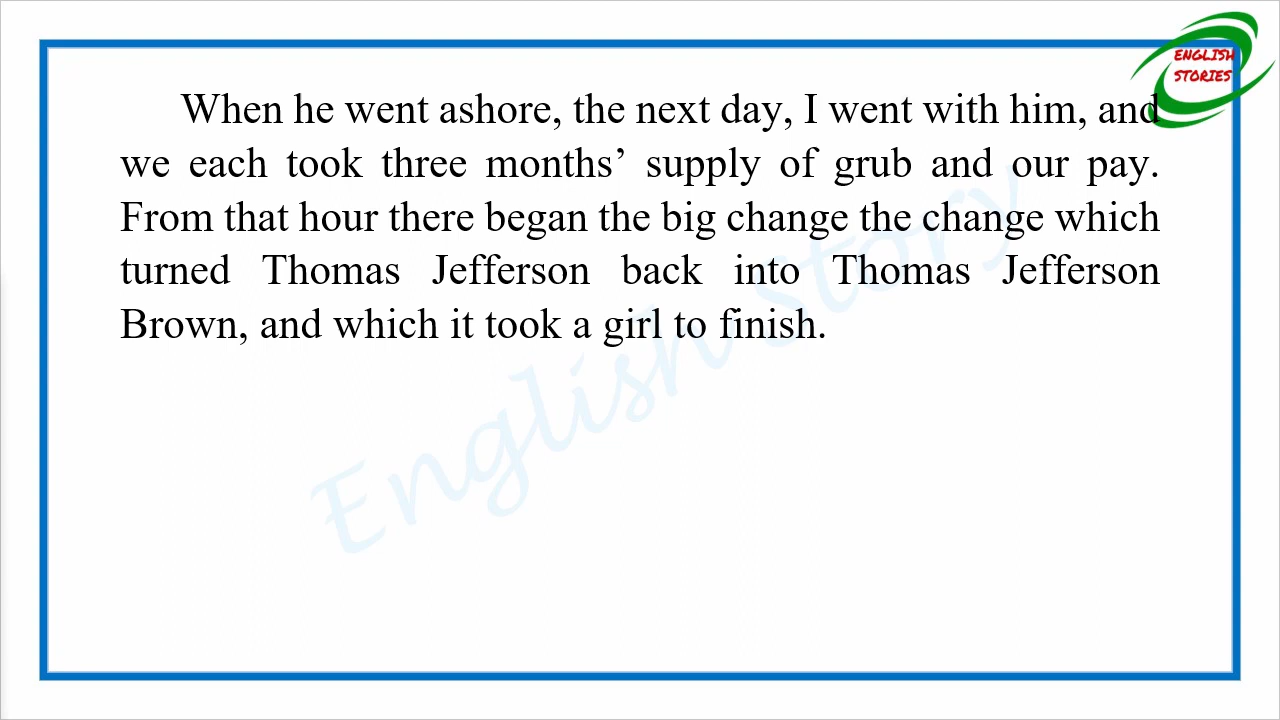 ENGLISH
STORIES
When he went ashore, the next day, I went with him, and
we each took three months’ supply of grub and our pay.
From that hour there began the big change the change which
turned Thomas Jefferson back into Thomas Jefferson
Brown, and which it took a girl to finish.
English Story